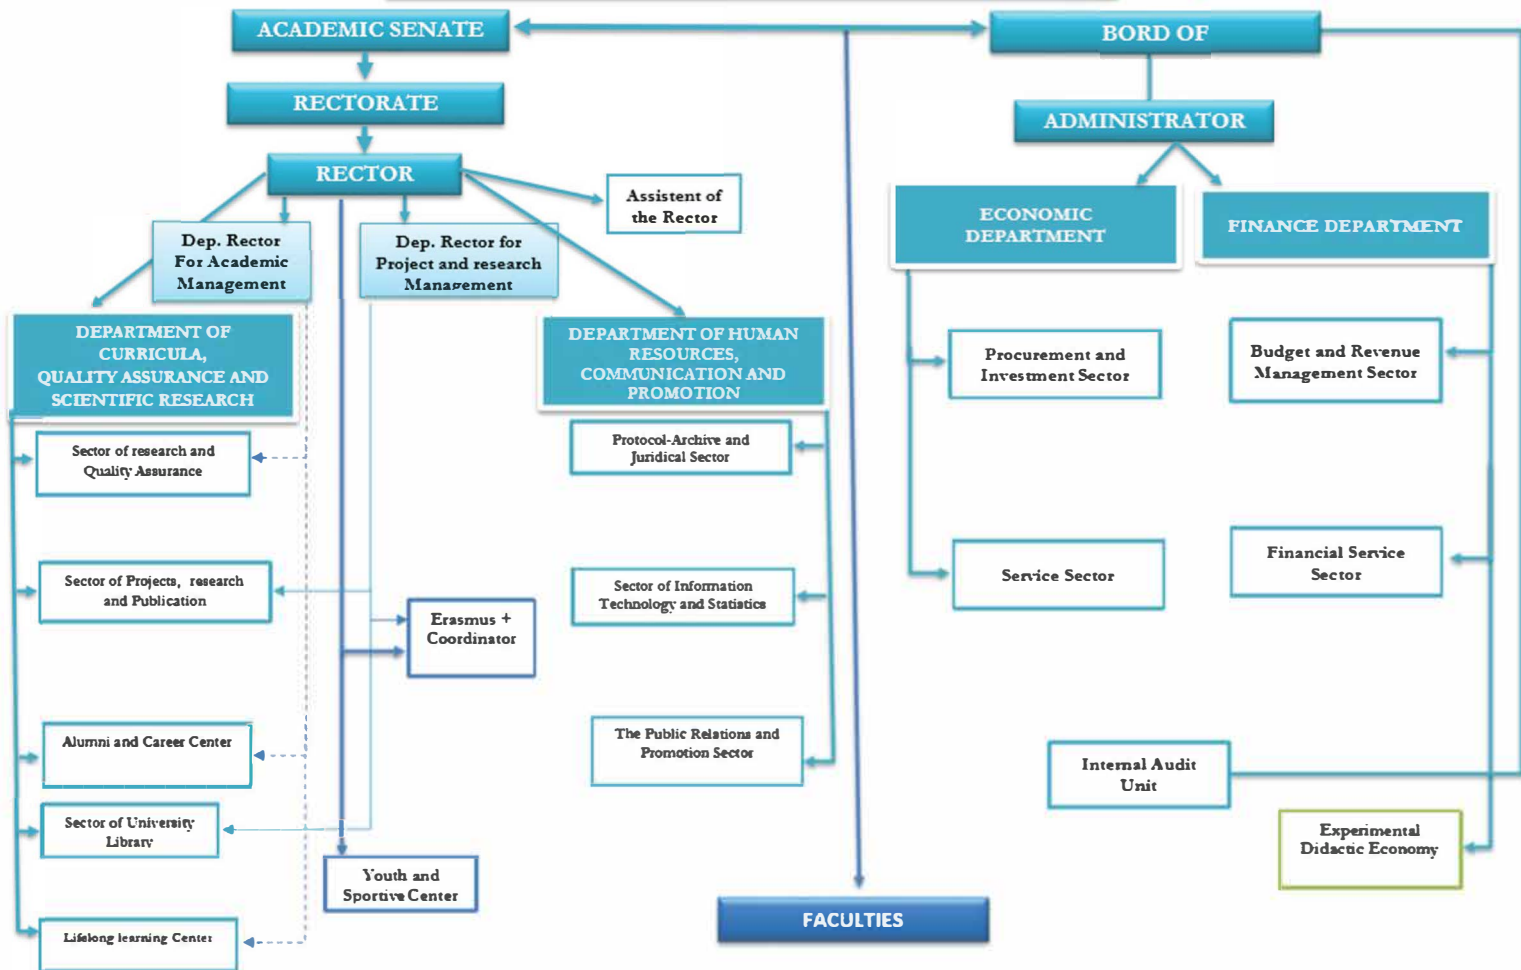 ACADEMIC SENATE
BORD OF
RECTORATE
ADMINISTRATOR
RECTOR
Assistent of
the Rector
ECONOMIC
DEPARTMENT
FINANCE DEPARTMENT
Dep. Rector
For Academic
Management
Dep. Rector for
Project and research
Management
DEPARTMENT OF
CURRICULA,
QUALITY ASSURANCE AND
SCIENTIFIC RESEARCH
DEPARTMENT OF HUMAN
RESOURCES,
COMMUNICATION AND
PROMOTION
Procurement and
Investment Sector
Budget and Revenue
Management Sector
Sector of research and
Quality Assurance
Protocol-Archive and
Juridical Sector
Sector of Projects, research
and Publication
Erasmus +
Coordinator
Sector of Information
Technology and Statistics
Service Sector
Financial Service
Sector
Alumni and Career Center
The Public Relations and
Promotion Sector
Internal Audit
Unit
Sector of University
Library
Youth and
Sportive Center
Experimental
Didactic Economy
FACULTIES
Lifelong learning Center